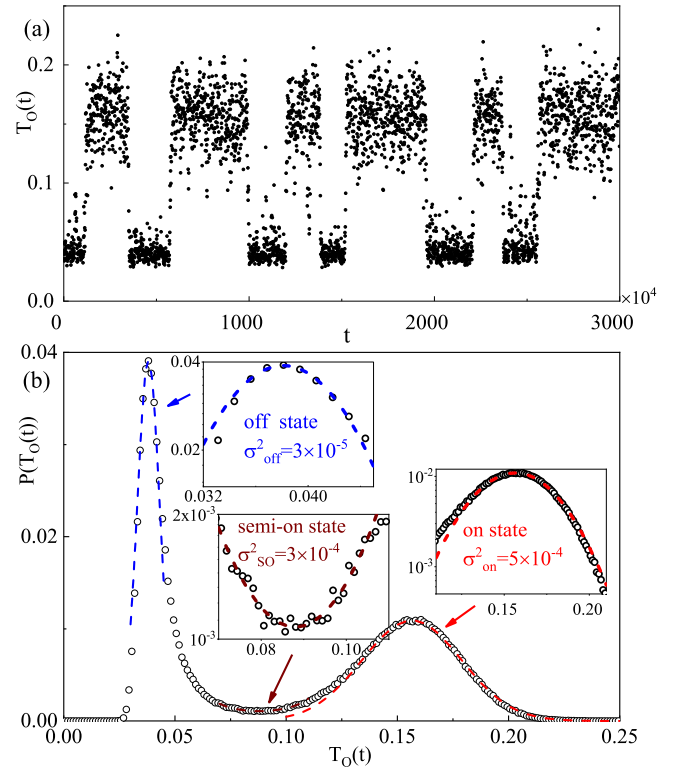 (a)
T_O(t)
0.2
0.1
0.0
0
1000
2000
3000
×10^4
t
(b)
P(T_O(t))
0.04
0.02
0.00
0.04
0.02
0.032
0.040
off state
σ^2_off=3×10^-5
2×10^-3
10^-3
0.08
0.10
semi-on state
σ^2_SO=3×10^-4
10^-2
10^-3
0.15
0.20
on state
σ^2_on=5×10^-4
0.00
0.05
0.10
0.15
0.20
0.25
T_O(t)